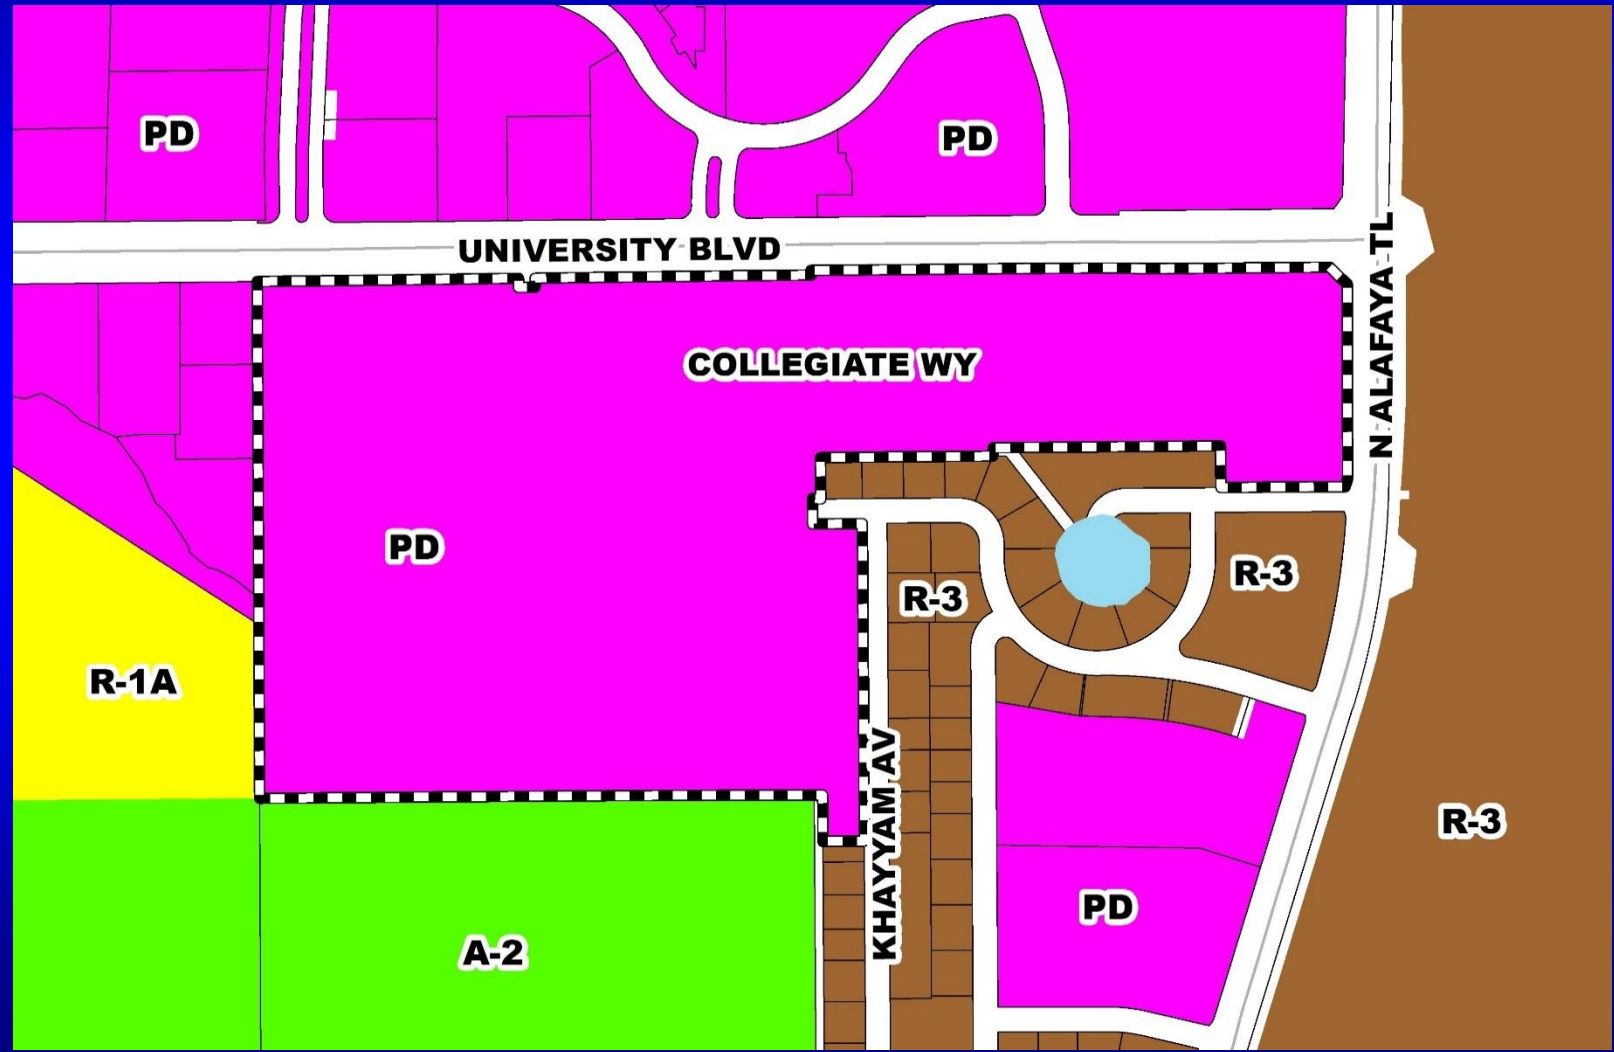 PD
PD
UNIVERSITY BLVD
N ALAFAYA TL
COLLEGIATE WY
PD
R-3
R-3
R-1A
KHAYYAM AV
R-3
PD
A-2